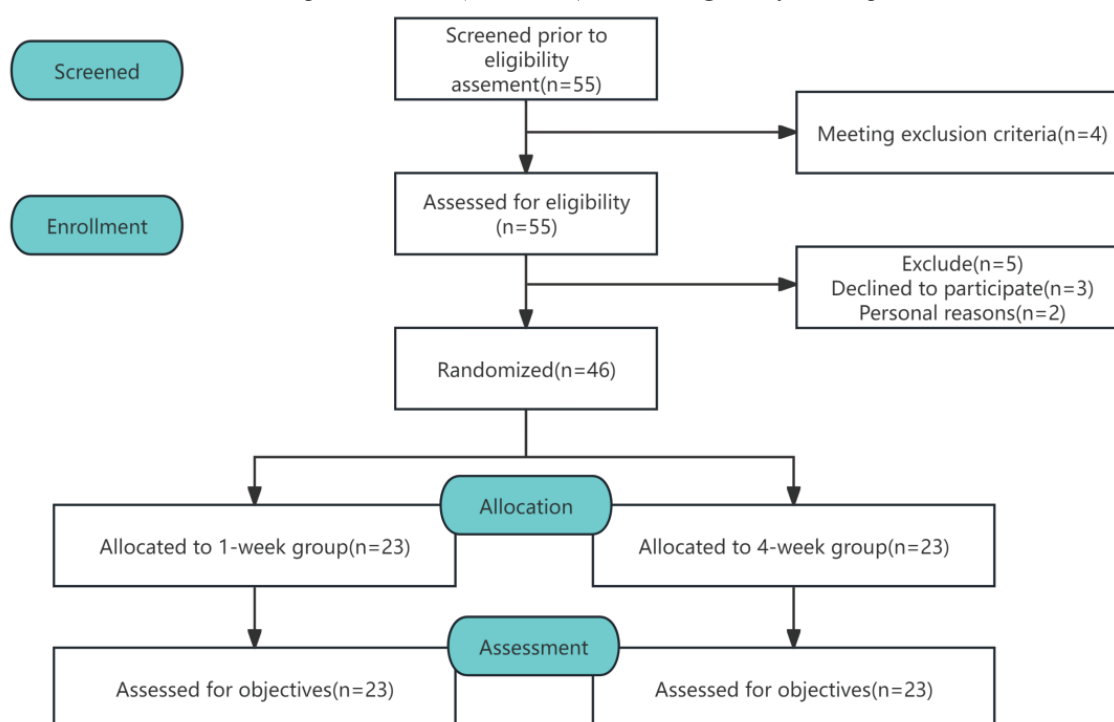 Screened
Screened prior to
eligibility
assement(n=55)
Meeting exclusion criteria(n=4)
Enrollment
Assessed for eligibility
(n=55)
Exclude(n=5)
Declined to participate(n=3)
Personal reasons(n=2)
Randomized(n=46)
Allocation
Allocated to 1-week group(n=23)
Allocated to 4-week group(n=23)
Assessment
Assessed for objectives(n=23)
Assessed for objectives(n=23)